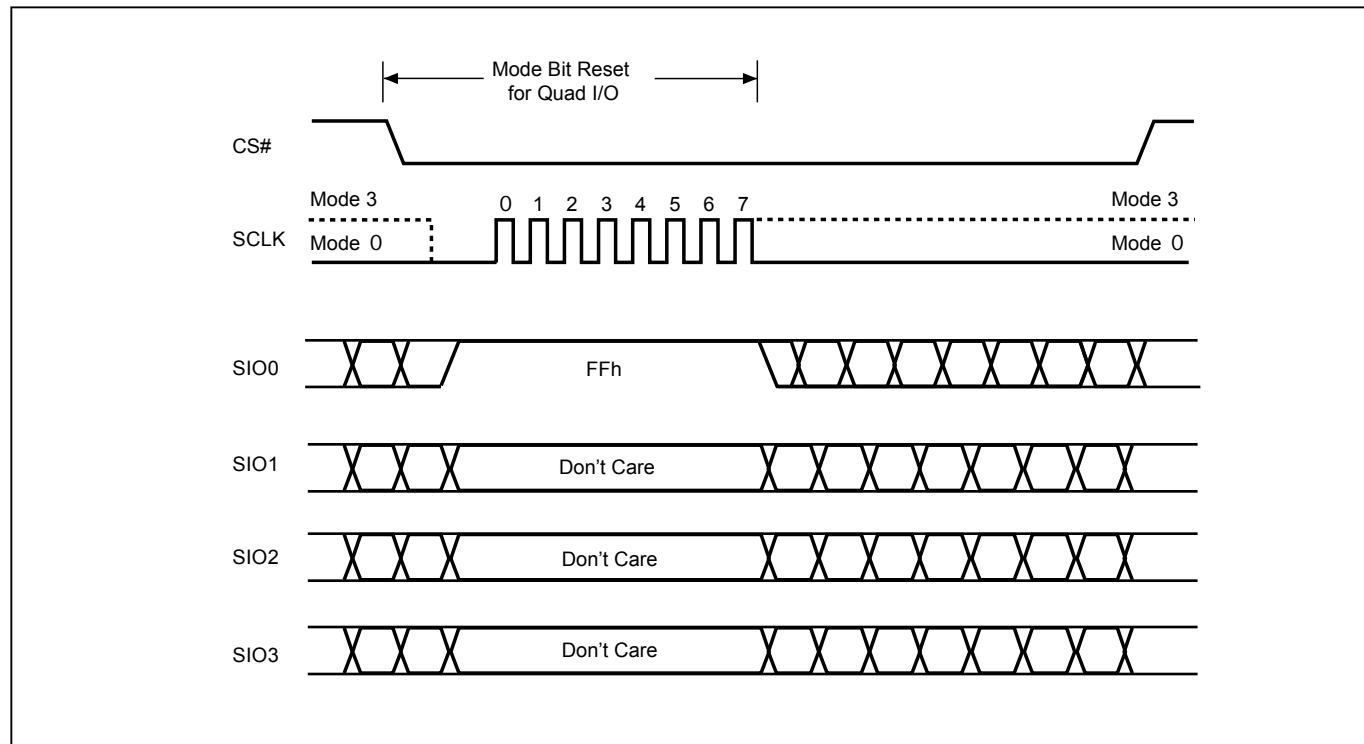 Mode Bit Reset
for Quad I/O
CS#
Mode 3
Mode 3
0 1 2 3 4 5 6 7
SCLK
Mode 0
Mode 0
SIO0
FFh
SIO1
Don't Care
SIO2
Don't Care
SIO3
Don't Care